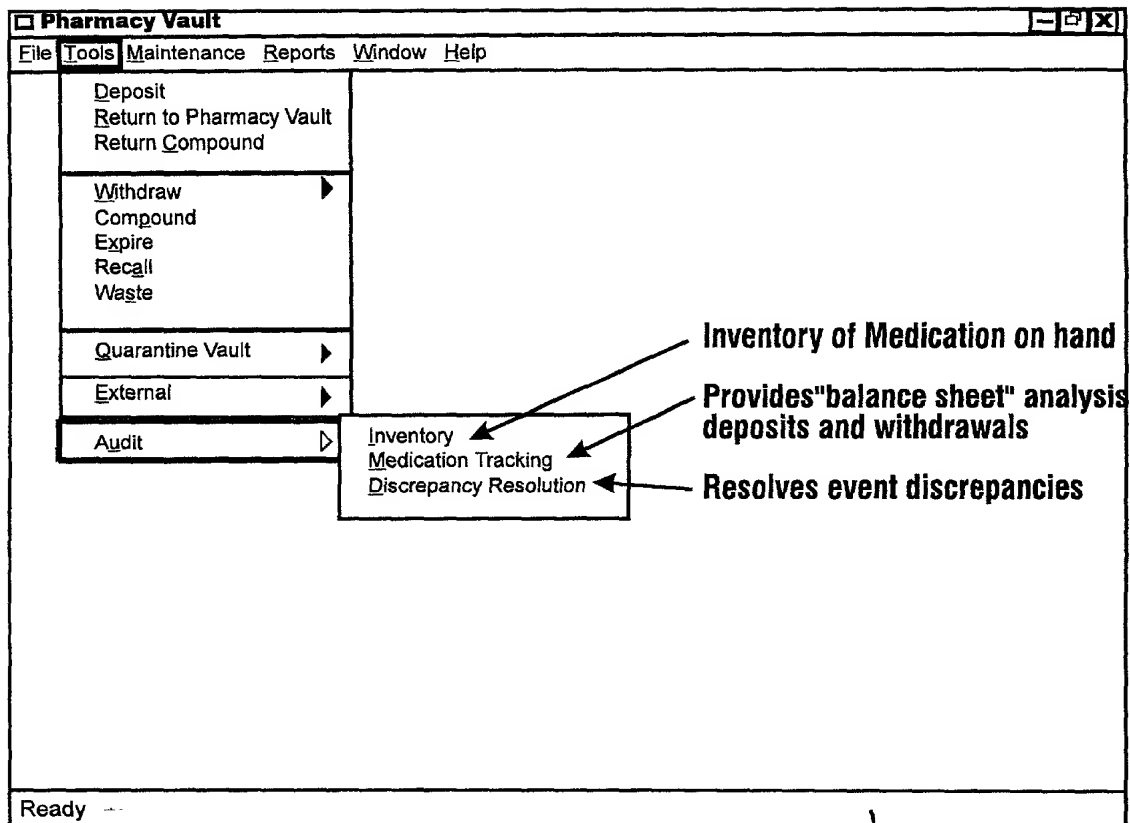 Pharmacy Vault
File Tools Maintenance Reports Window Help
Deposit
Return to Pharmacy Vault
Return Compound
Withdraw
Compound
Expire
Recall
Waste
Quarantine Vault
External
Audit
Inventory
Medication Tracking
Discrepancy Resolution
Inventory of Medication on hand
Provides"balance sheet" analysis
deposits and withdrawals
Resolves event discrepancies
Ready